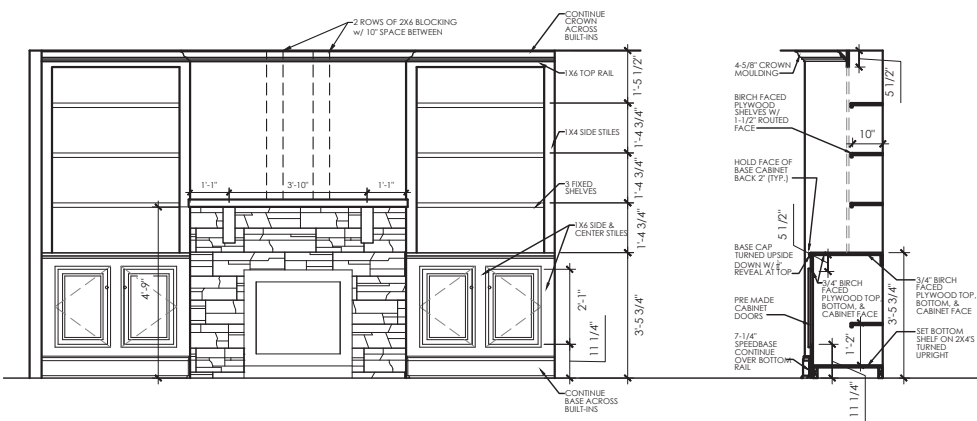 2 ROWS OF 2X6 BLOCKING
w/ 10" SPACE BETWEEN
CONTINUE
CROWN
ACROSS
BUILT-INS
1X6 TOP RAIL
1X4 SIDE STILES
3 FIXED
SHELVES
1X6 SIDE &
CENTER STILES
CONTINUE
BASE ACROSS
BUILT-INS
1'-1"
3'-10"
1'-1"
4'-9"
1'-5 1/2"
1'-4 3/4"
1'-4 3/4"
1'-4 3/4"
3'-5 3/4"
2'-1"
11 1/4"
4-5/8" CROWN
MOULDING
BIRCH FACED
PLYWOOD
SHELVES W/
1-1/2" ROUTED
FACE
HOLD FACE OF
BASE CABINET
BACK 2" (TYP.)
BASE CAP
TURNED UPSIDE
DOWN W/
REVEAL AT TOP
PRE MADE
CABINET
DOORS
7-1/4"
SPEEDBASE
CONTINUE
OVER BOTTOM
RAIL
5 1/2"
10"
5 1/2"
3/4" BIRCH
FACED
PLYWOOD TOP,
BOTTOM, &
CABINET FACE
3/4" BIRCH
FACED
PLYWOOD TOP,
BOTTOM, &
CABINET FACE
3'-5 3/4"
SET BOTTOM
SHELF ON 2X4'S
TURNED
UPRIGHT
1'-2"
11 1/4"